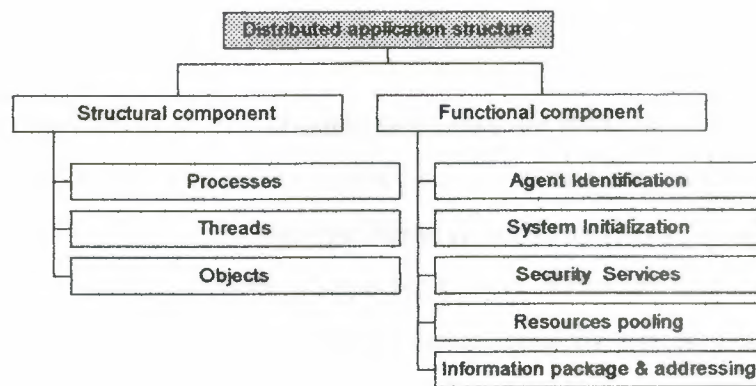 Distributed application structure
Structural component
Processes
Threads
Objects
Functional component
Agent Identification
System Initialization
Security Services
Resources pooling
Information package & addressing